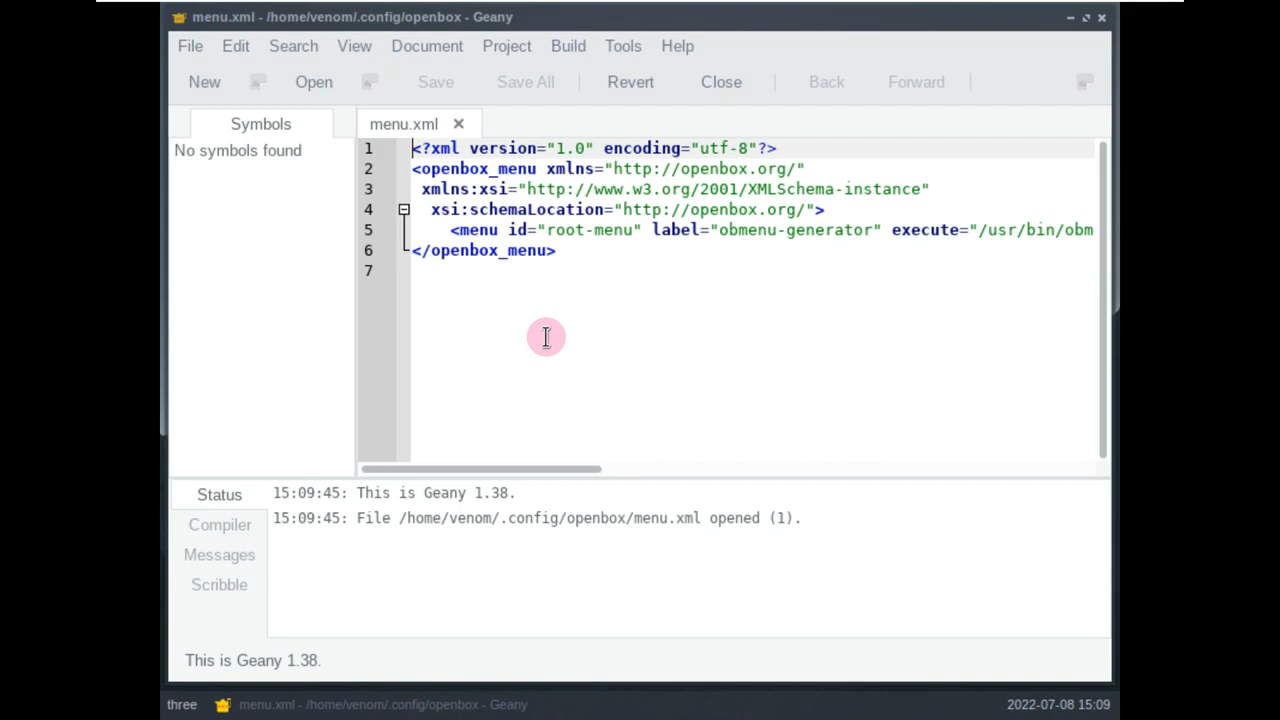 menu.xml - /home/venom/.config/openbox - Geany
File Edit Search View Document Project Build Tools Help
New Open Save Save All Revert Close Back Forward
Symbols
No symbols found
menu.xml
1 <?xml version="1.0" encoding="utf-8"?>
2 <openbox_menu xmlns="http://openbox.org/"
3 xmlns:xsi="http://www.w3.org/2001/XMLSchema-instance"
4 xsi:schemaLocation="http://openbox.org/">
5 <menu id="root-menu" label="obmenu-generator" execute="/usr/bin/obm
6 </openbox_menu>
7
Status
Compiler
Messages
Scribble
15:09:45: This is Geany 1.38.
15:09:45: File /home/venom/.config/openbox/menu.xml opened (1).
This is Geany 1.38.
three menu.xml - /home/venom/.config/openbox - Geany 2022-07-08 15:09